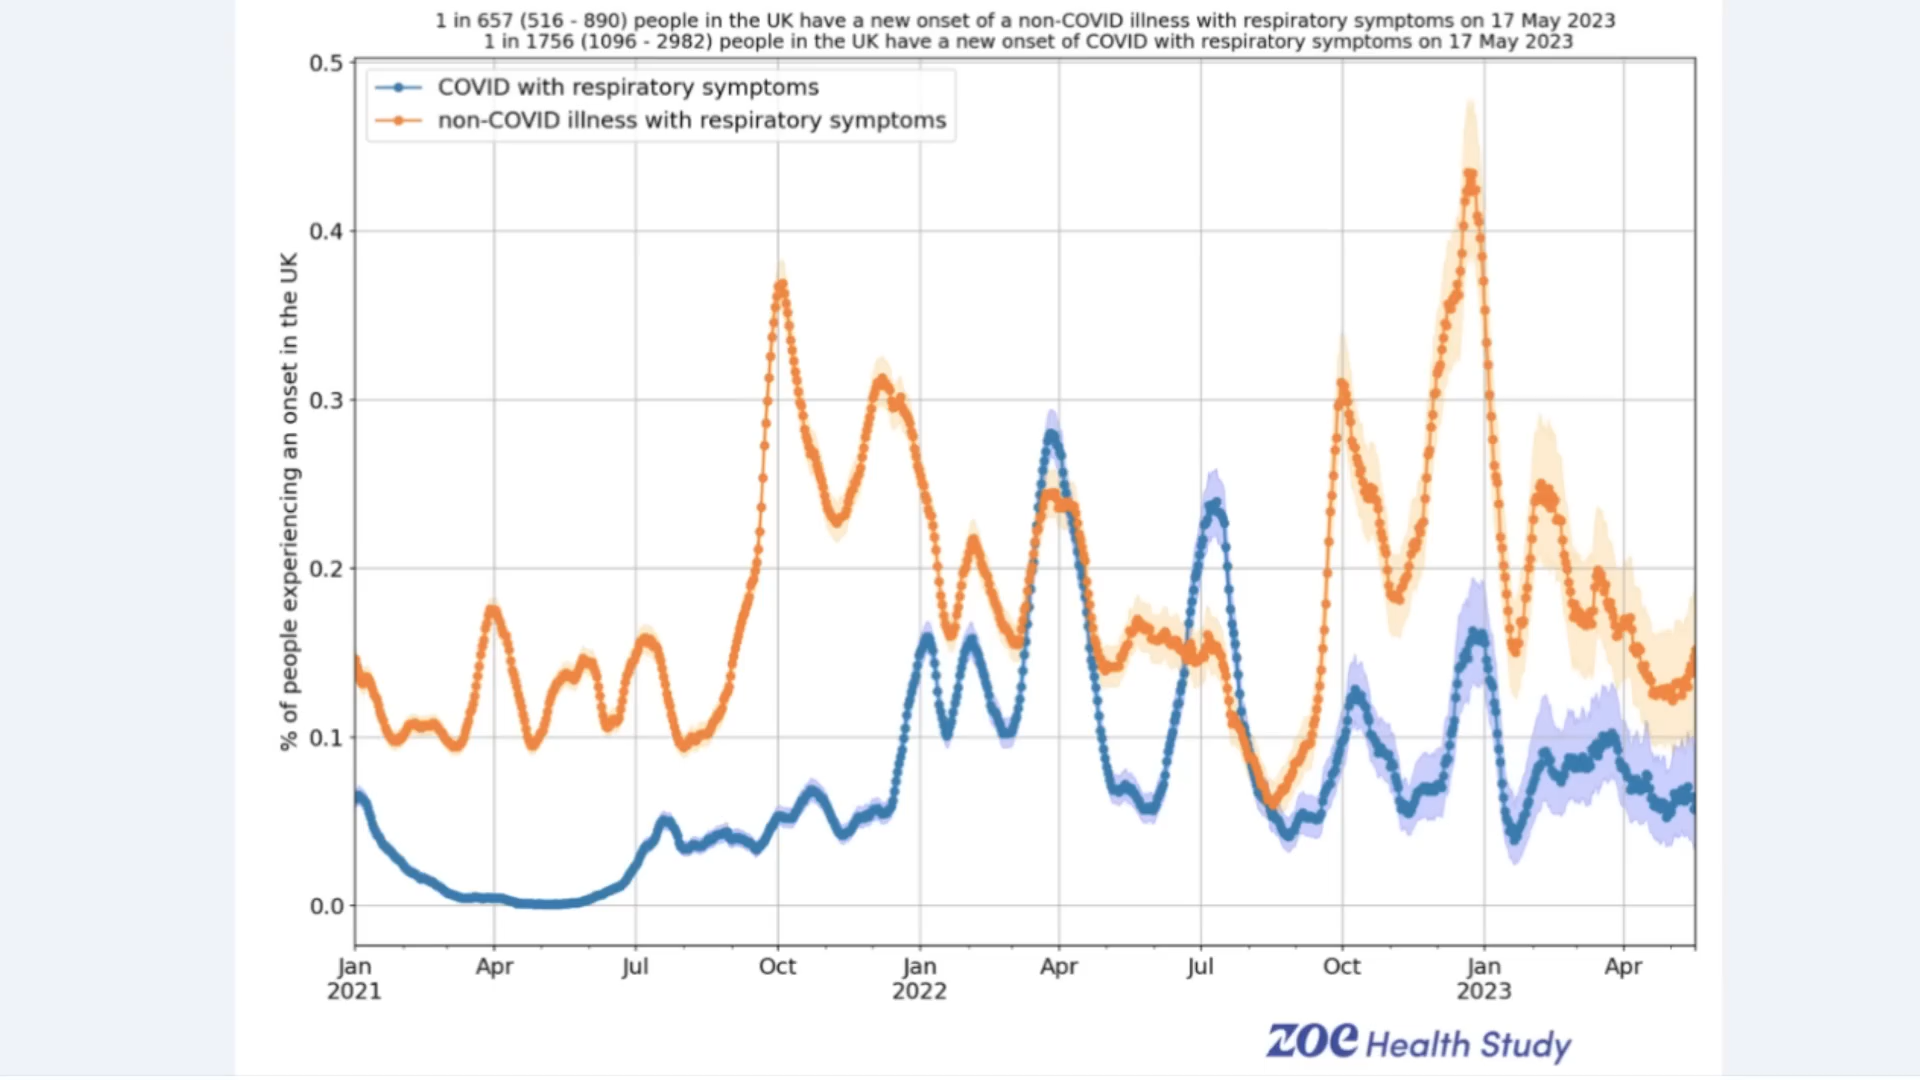 1 in 657 (516 - 890) people in the UK have a new onset of a non-COVID illness with respiratory symptoms on 17 May 2023
1 in 1756 (1096 - 2982) people in the UK have a new onset of COVID with respiratory symptoms on 17 May 2023
COVID with respiratory symptoms
non-COVID illness with respiratory symptoms
% of people experiencing an onset in the UK
0.5
0.4
0.3
0.2
0.1
0.0
Jan Apr Jul Oct Jan Apr Jul Oct Jan Apr
2021 2022 2023
ZOE Health Study